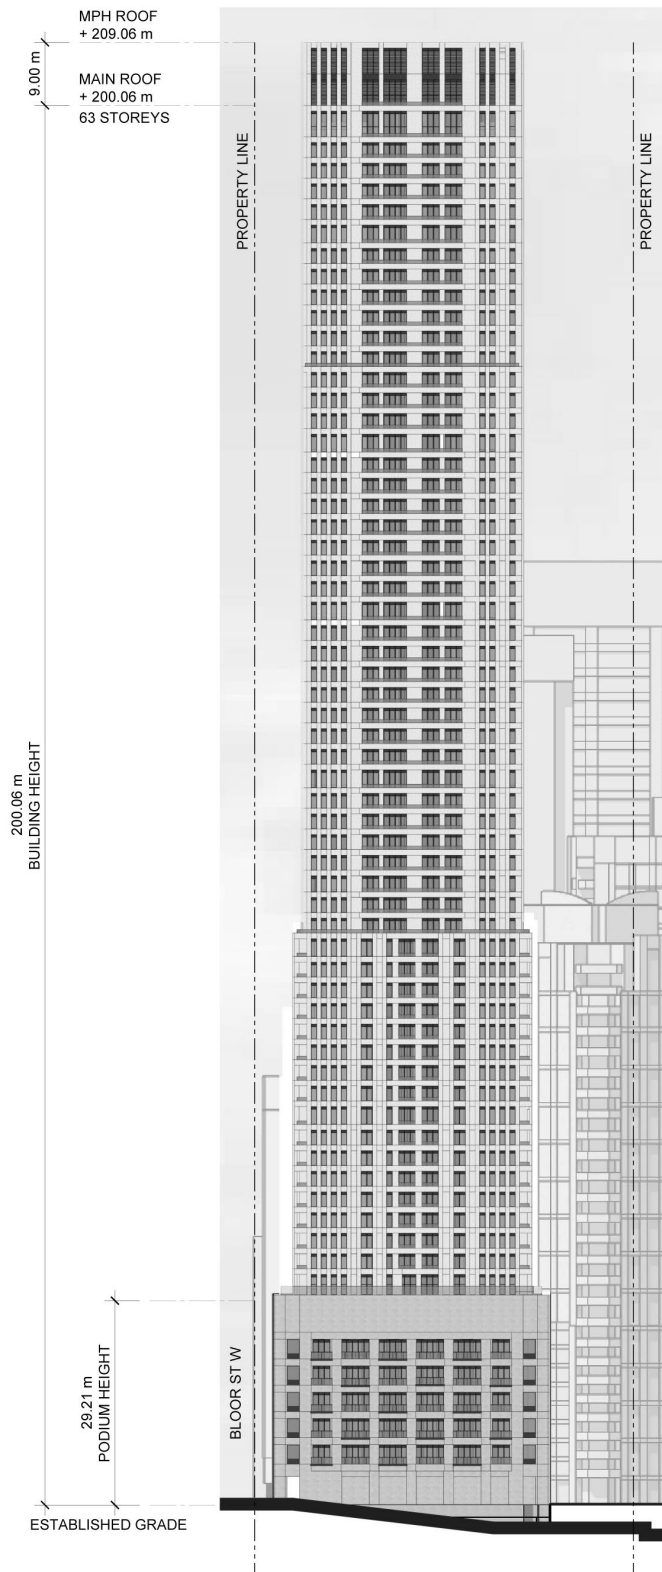 MPH ROOF
+ 209.06 m
9.00 m
MAIN ROOF
+ 200.06 m
63 STOREYS
PROPERTY LINE
PROPERTY LINE
200.06 m
BUILDING HEIGHT
29.21 m
PODIUM HEIGHT
BLOOR ST W
ESTABLISHED GRADE